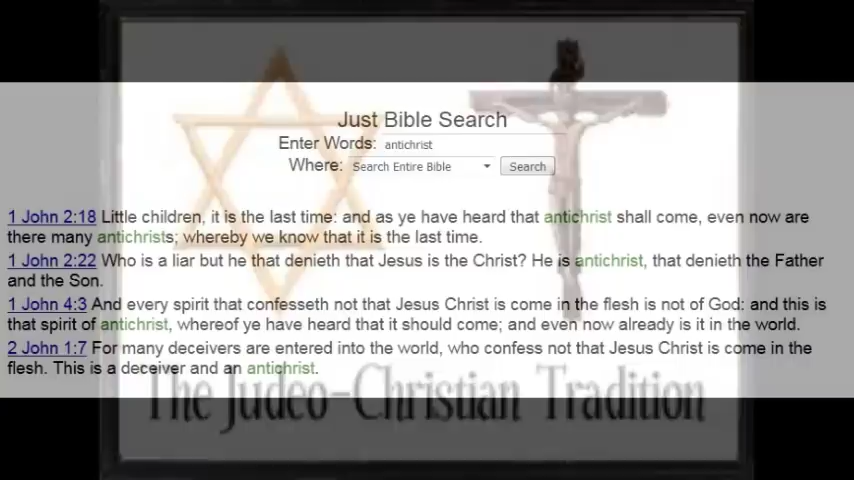 Just Bible Search
Enter Words: antichrist
Where: Search Entire Bible Search
1 John 2:18 Little children, it is the last time: and as ye have heard that antichrist shall come, even now are
there many antichrists; whereby we know that it is the last time.
1 John 2:22 Who is a liar but he that denieth that Jesus is the Christ? He is antichrist, that denieth the Father
and the Son.
1 John 4:3 And every spirit that confesseth not that Jesus Christ is come in the flesh is not of God: and this is
that spirit of antichrist, whereof ye have heard that it should come; and even now already is it in the world.
2 John 1:7 For many deceivers are entered into the world, who confess not that Jesus Christ is come in the
flesh. This is a deceiver and an antichrist.
The Judeo-Christian Tradition